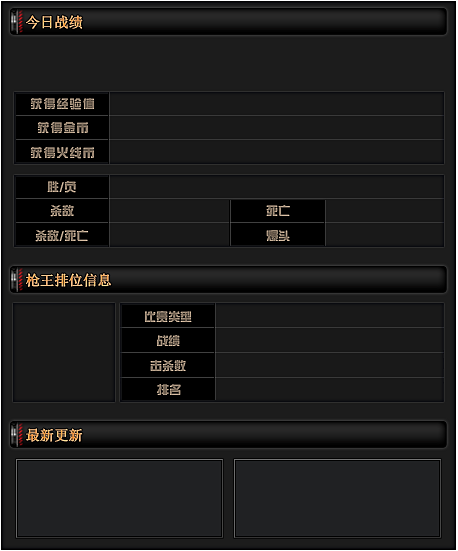 今日战绩
获得经验值
获得金币
获得火线币
胜/负
杀敌
死亡
杀敌/死亡
爆头
枪王排位信息
比赛类型
战绩
击杀数
排名
最新更新